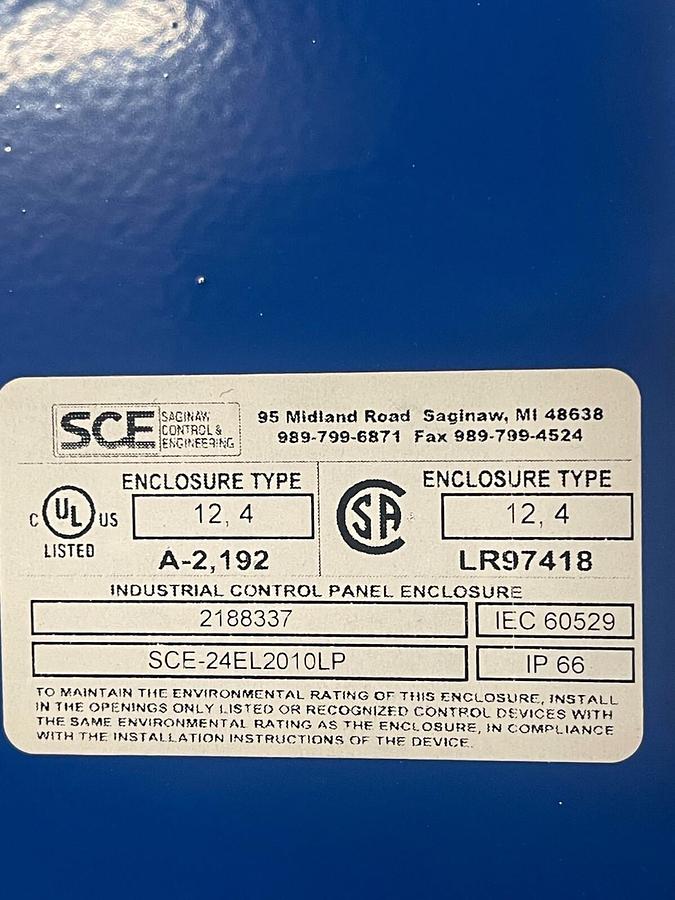 SCE
SAGINAW
CONTROL &
ENGINEERING
95 Midland Road Saginaw, MI 48638
989-799-6871 Fax 989-799-4524
ENCLOSURE TYPE
C UL US
LISTED
12, 4
A-2,192
ENCLOSURE TYPE
SA
12, 4
LR97418
INDUSTRIAL CONTROL PANEL ENCLOSURE
2188337
IEC 60529
SCE-24EL2010LP
IP 66
TO MAINTAIN THE ENVIRONMENTAL RATING OF THIS ENCLOSURE, INSTALL
IN THE OPENINGS ONLY LISTED OR RECOGNIZED CONTROL DEVICES WITH
THE SAME ENVIRONMENTAL RATING AS THE ENCLOSURE, IN COMPLIANCE
WITH THE INSTALLATION INSTRUCTIONS OF THE DEVICE.